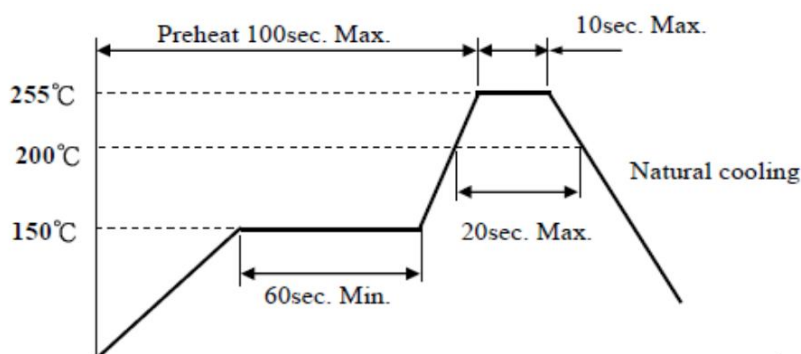 Preheat 100sec. Max.
10sec. Max.
255℃
200℃
Natural cooling
150℃
20sec. Max.
60sec. Min.